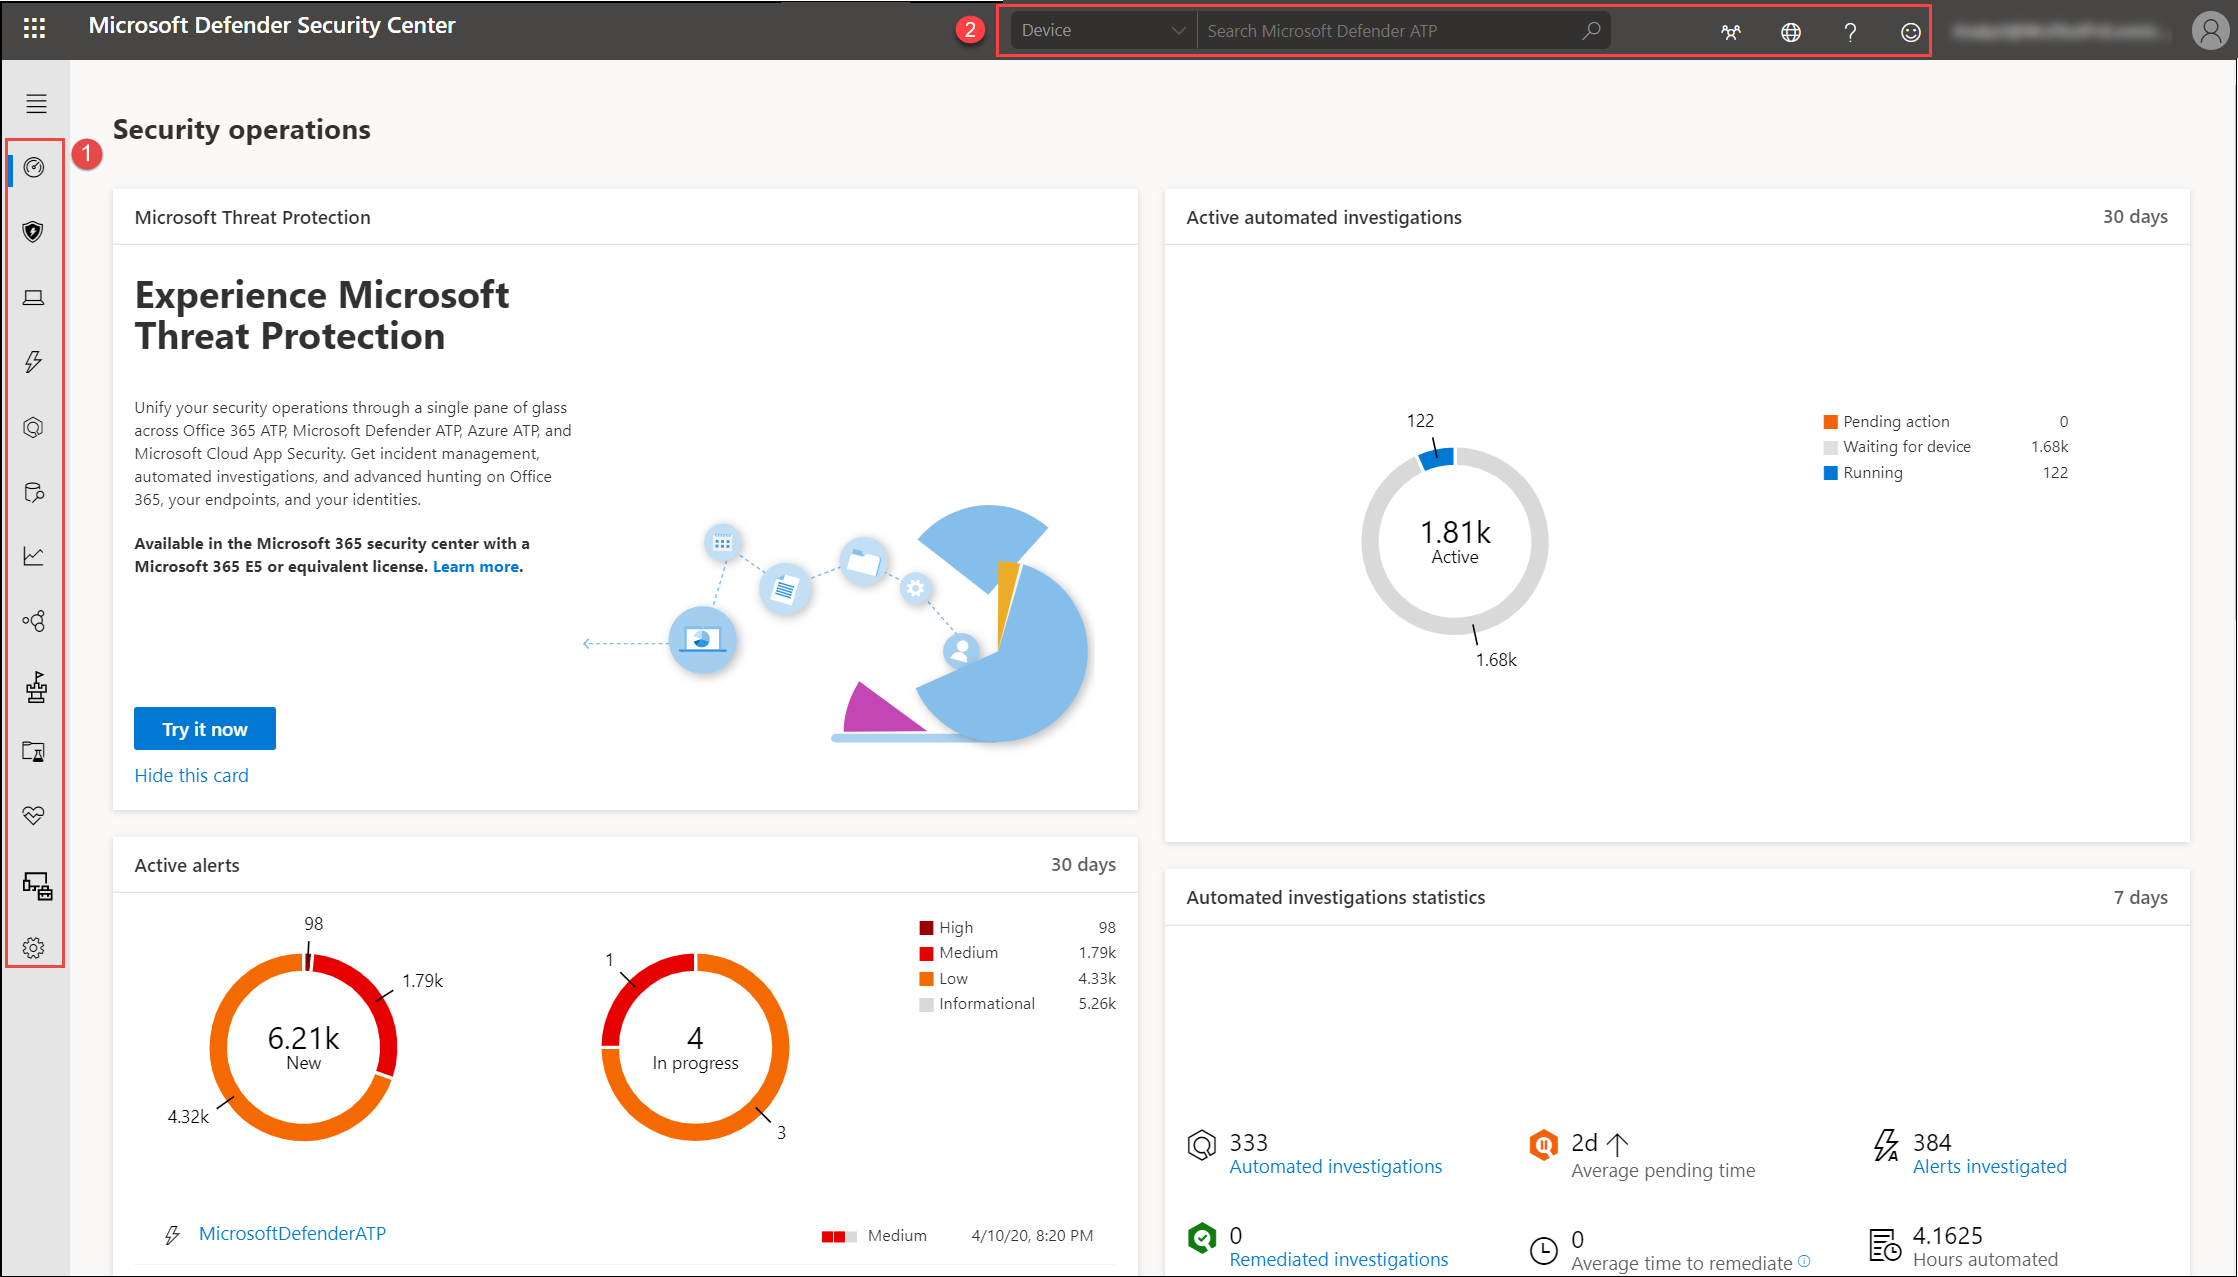 Microsoft Defender Security Center
2
Device
Search Microsoft Defender ATP
?
1
Security operations
Microsoft Threat Protection
Experience Microsoft
Threat Protection
Unify your security operations through a single pane of glass
across Office 365 ATP, Microsoft Defender ATP, Azure ATP, and
Microsoft Cloud App Security. Get incident management,
automated investigations, and advanced hunting on Office
365, your endpoints, and your identities.
Available in the Microsoft 365 security center with a
Microsoft 365 E5 or equivalent license. Learn more.
Try it now
Hide this card
Active automated investigations
30 days
122
1.81k
Active
1.68k
Pending action 0
Waiting for device 1.68k
Running 122
Active alerts
30 days
98
1.79k
6.21k
New
4.32k
1
4
In progress
3
High 98
Medium 1.79k
Low 4.33k
Informational 5.26k
MicrosoftDefenderATP Medium 4/10/20, 8:20 PM
Automated investigations statistics
7 days
333
Automated investigations
2d
Average pending time
384
Alerts investigated
0
Remediated investigations
0
Average time to remediate
4.1625
Hours automated